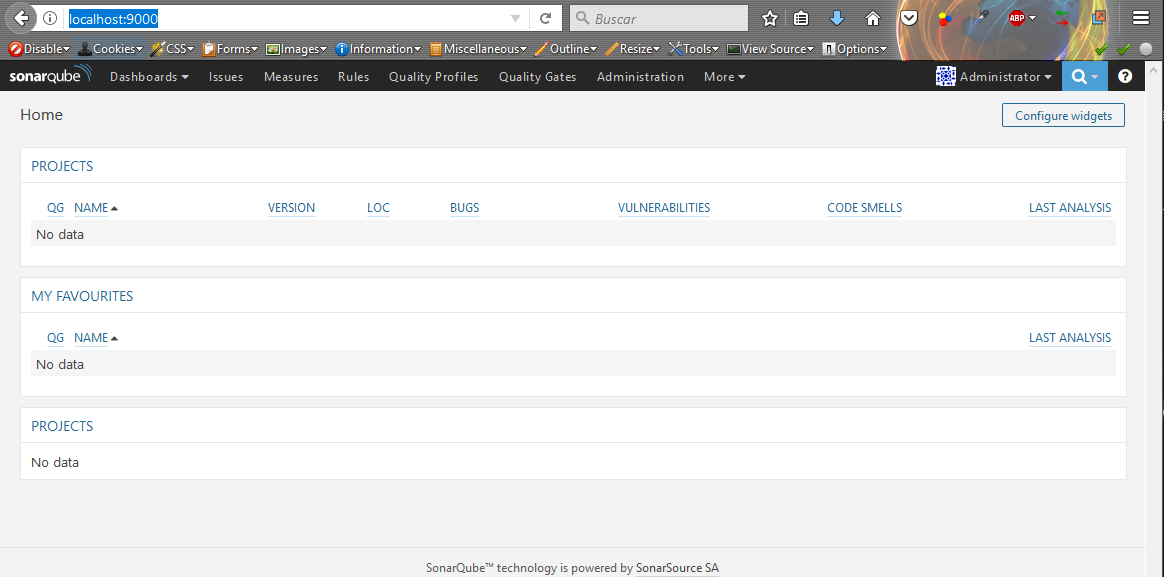 localhost:9000 Buscar ABP
Disable Cookies CSS Forms Images Information Miscellaneous Outline Resize Tools View Source Options
sonarqube Dashboards Issues Measures Rules Quality Profiles Quality Gates Administration More Administrator ?
Home Configure widgets
PROJECTS
QG NAME VERSION LOC BUGS VULNERABILITIES CODE SMELLS LAST ANALYSIS
No data
MY FAVOURITES
QG NAME LAST ANALYSIS
No data
PROJECTS
No data
SonarQube™ technology is powered by SonarSource SA